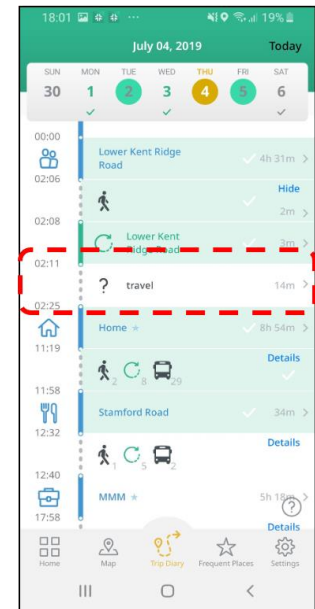 18:01 19%
July 04, 2019 Today
SUN MON TUE WED THU FRI SAT
30 1 2 3 4 5 6
00:00
Lower Kent Ridge
Road
4h 31m
02:06
Hide
2m
02:08
Lower Kent
Ridge Road
3m
02:11
? travel 14m
02:25
Home 8h 54m
11:19
Details
2 8 29
11:58
Stamford Road 34m
12:32
Details
1 5 2
12:40
MMM 5h 18m
?
17:58
Details
Home Map Trip Diary Frequent Places Settings